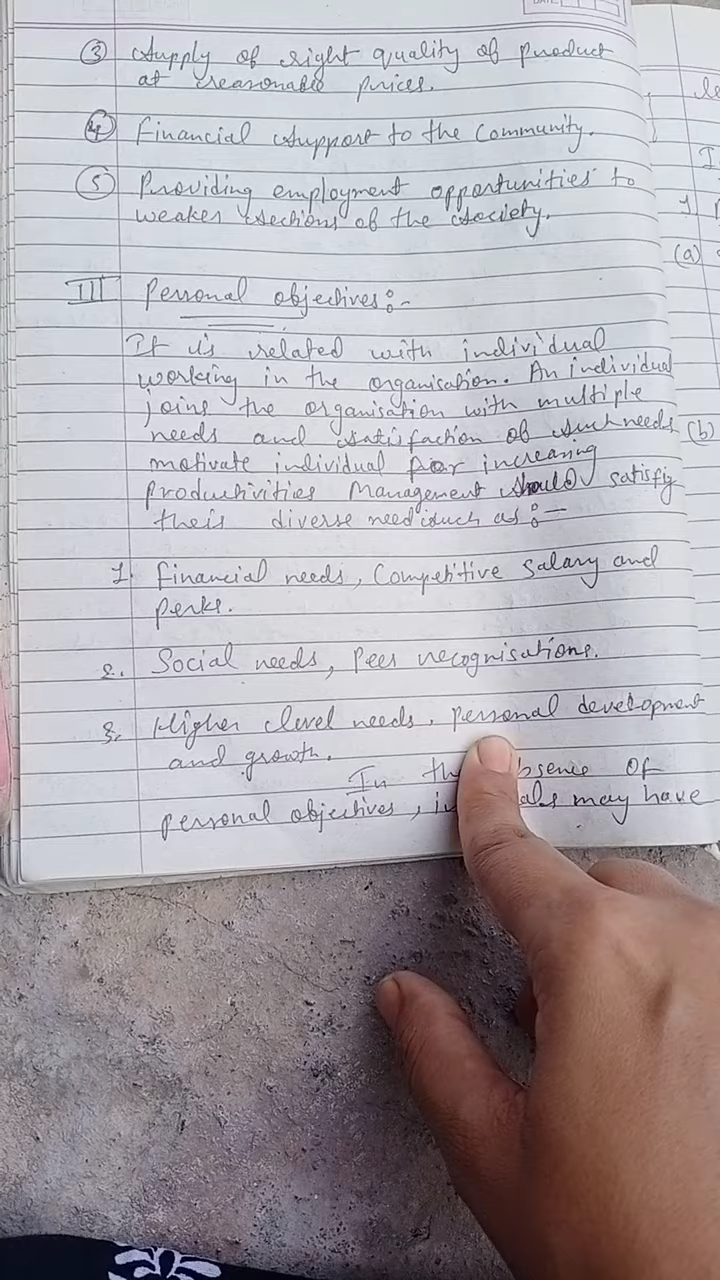 ③ Supply of right quality of product
at reasonable prices.
④ Financial support to the Community.
⑤ Providing employment opportunities to
weaker sections of the society.
III Personal objectives:-
It is related with individual
working in the organisation. An individual
joins the organisation with multiple
needs and satisfaction of such needs
motivate individual for increasing
Productivities Management should satisfiy
their diverse need such as :-
1. Financial needs, Competitive Salary and
Perks.
2. Social needs, Peer recognisations.
3. Higher level needs, personal development
and growth.
In the bsence of
personal objectives, als may have
I
(a)
(b)